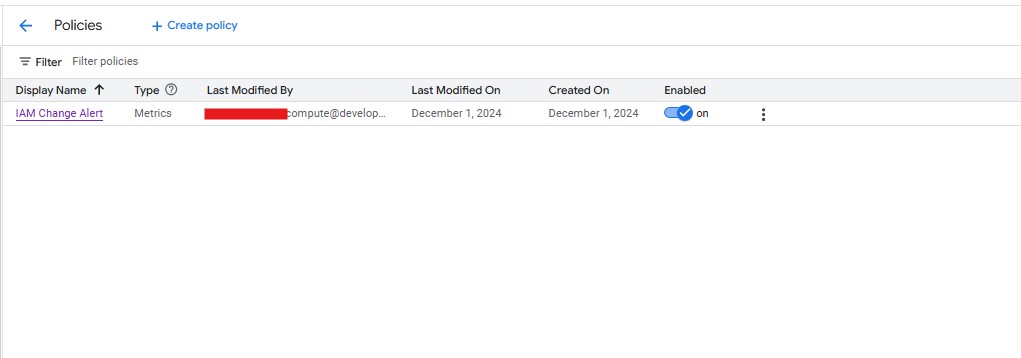 Policies + Create policy
Filter Filter policies
Display Name Type Last Modified By Last Modified On Created On Enabled
IAM Change Alert Metrics compute@develop... December 1, 2024 December 1, 2024 on